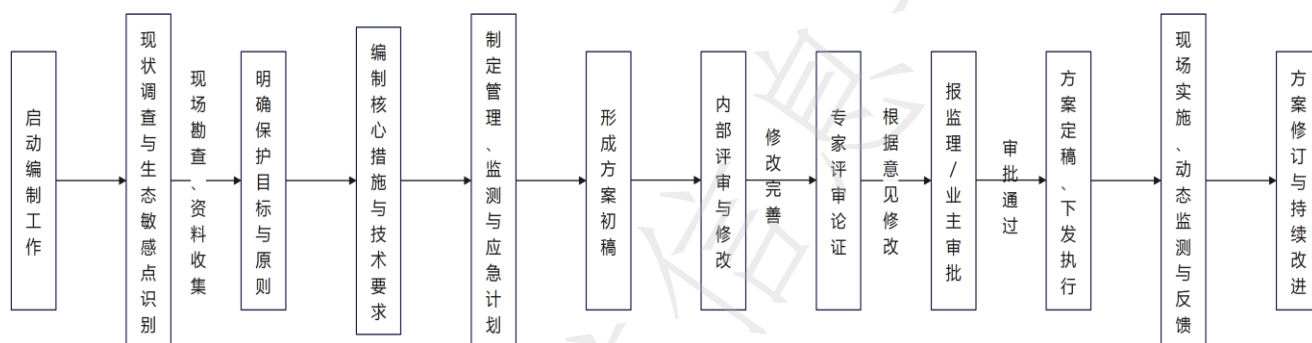 启动编制工作
现状调查与生态敏感点识别
现场勘查、资料收集
明确保护目标与原则
编制核心措施与技术要求
制定管理、监测与应急计划
形成方案初稿
内部评审与修改
修改完善
专家评审论证
根据意见修改
报监理/业主审批
审批通过
方案定稿、下发执行
现场实施、动态监测与反馈
方案修订与持续改进